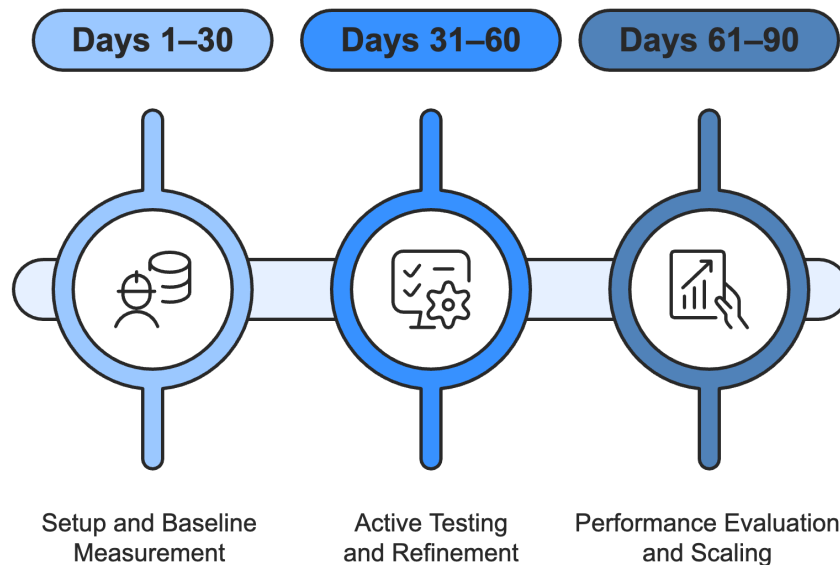 Days 1–30
Days 31–60
Days 61–90
Setup and Baseline
Measurement
Active Testing
and Refinement
Performance Evaluation
and Scaling